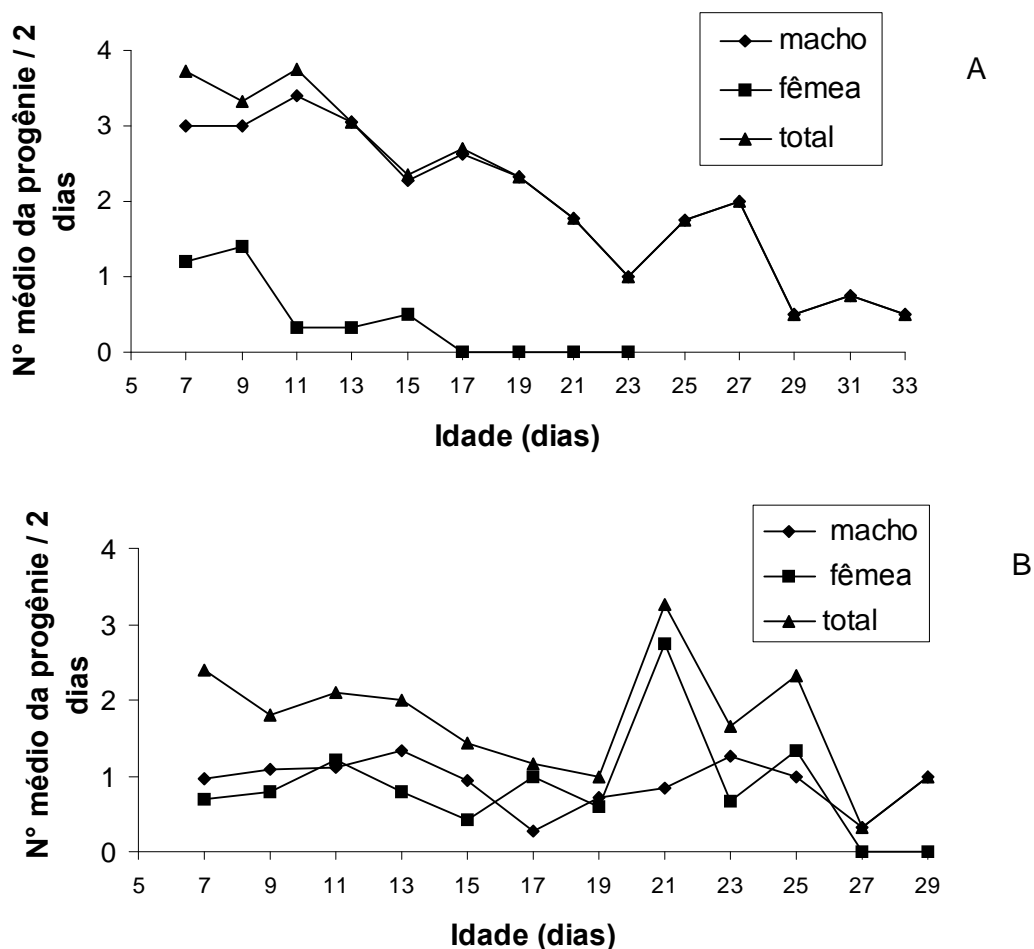 macho
fêmea
total
A
N° médio da progênie / 2
dias
4
3
2
1
0
5 7 9 11 13 15 17 19 21 23 25 27 29 31 33
Idade (dias)
macho
fêmea
total
B
N° médio da progênie / 2
dias
4
3
2
1
0
5 7 9 11 13 15 17 19 21 23 25 27 29
Idade (dias)